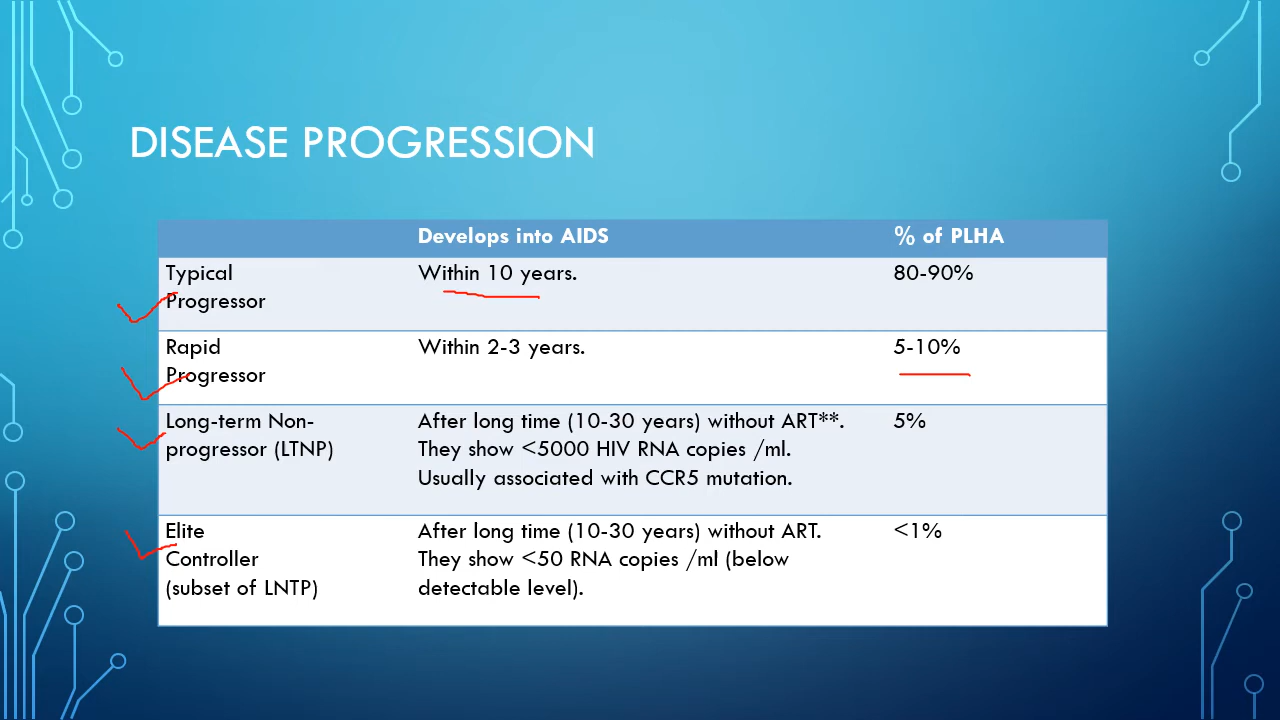 DISEASE PROGRESSION
Develops into AIDS % of PLHA
Typical Within 10 years. 80-90%
Progressor
Rapid Within 2-3 years. 5-10%
Progressor
Long-term Non- After long time (10-30 years) without ART**. 5%
progressor (LTNP) They show <5000 HIV RNA copies /ml.
Usually associated with CCR5 mutation.
Elite After long time (10-30 years) without ART. <1%
Controller They show <50 RNA copies /ml (below
(subset of LNTP) detectable level).